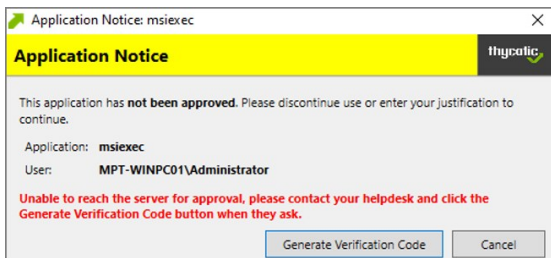 Application Notice: msiexec
Application Notice
thycotic
This application has not been approved. Please discontinue use or enter your justification to
continue.
Application: msiexec
User: MPT-WINPC01\Administrator
Unable to reach the server for approval, please contact your helpdesk and click the
Generate Verification Code button when they ask.
Generate Verification Code
Cancel